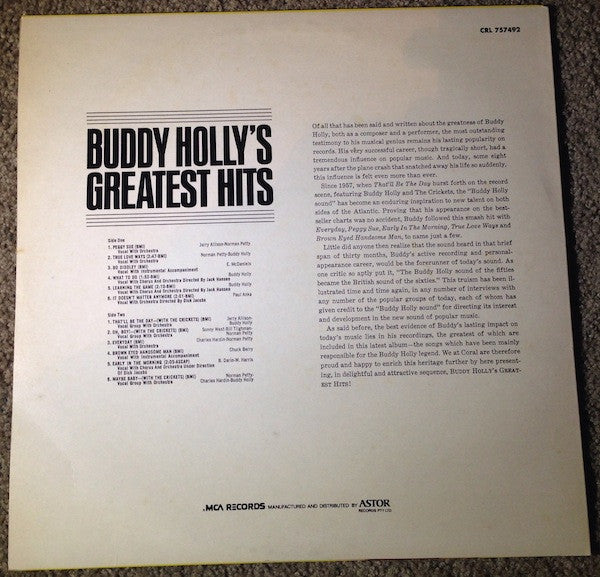 CRL 757492
BUDDY HOLLY'S
GREATEST HITS
Side One
1. PEGGY SUE (BMI) Jerry Allison-Norman Petty
Vocal With Orchestra
2. TRUE LOVE WAYS (2:47-BMI) Norman Petty-Buddy Holly
Vocal With Orchestra
3. BO DIDDLEY (BMI) E. McDaniels
Vocal With Instrumental Accompaniment
4. WHAT TO DO (1:53-BMI) Buddy Holly
Vocal With Chorus And Orchestra Directed By Jack Hansen
5. LEARNING THE GAME (2:10-BMI) Buddy Holly
Vocal With Chorus And Orchestra Directed By Jack Hansen
6. IT DOESN'T MATTER ANYMORE (2:01-BMI) Paul Anka
Vocal With Orchestra Directed By Dick Jacobs
Side Two
1. THAT'LL BE THE DAY—(WITH THE CRICKETS) (BMI) Jerry Allison-
Vocal Group With Orchestra Buddy Holly
2. OH, BOY!—(WITH THE CRICKETS) (BMI) Sonny West-Bill Tilghman-
Vocal Group With Orchestra Norman Petty
3. EVERYDAY (BMI) Charles Hardin-Norman Petty
Vocal With Orchestra
4. BROWN EYED HANDSOME MAN (BMI) Chuck Berry
Vocal With Instrumental Accompaniment
5. EARLY IN THE MORNING (2:05-ASCAP) B. Darin-W. Harris
Vocal With Chorus And Orchestra Under Direction
Of Dick Jacobs
6. MAYBE BABY—(WITH THE CRICKETS) (BMI) Norman Petty-
Vocal Group With Orchestra Charles Hardin-Buddy Holly
Of all that has been said and written about the greatness of Buddy
Holly, both as a composer and a performer, the most outstanding
testimony to his musical genius remains his lasting popularity on
records. His very successful career, though tragically short, had a
tremendous influence on popular music. And today, some eight
years after the plane crash that snatched away his life so suddenly,
this influence is felt even more than ever.
Since 1957, when That'll Be The Day burst forth on the record
scene, featuring Buddy Holly and The Crickets, the "Buddy Holly
sound" has become an enduring inspiration to new talent on both
sides of the Atlantic. Proving that his appearance on the best-
seller charts was no accident, Buddy followed this smash hit with
Everyday, Peggy Sue, Early In The Morning, True Love Ways and
Brown Eyed Handsome Man, to name just a few.
Little did anyone then realize that the sound heard in that brief
span of thirty months, Buddy's active recording and personal-
appearance career, would be the forerunner of today's sound. As
one critic so aptly put it, "The Buddy Holly sound of the fifties
became the British sound of the sixties." This truism has been il-
lustrated time and time again, in any number of interviews with
any number of the popular groups of today, each of whom has
given credit to the "Buddy Holly sound" for directing its interest
and development in the new sound of popular music.
As said before, the best evidence of Buddy's lasting impact on
today's music lies in his recordings, the greatest of which are
included in this latest album—the songs which have been mainly
responsible for the Buddy Holly legend. We at Coral are therefore
proud and happy to enrich this heritage further by here present-
ing, in delightful and attractive sequence, BUDDY HOLLY'S GREAT-
EST HITS!
MCA RECORDS MANUFACTURED AND DISTRIBUTED BY ASTOR
RECORDS PTY LTD.